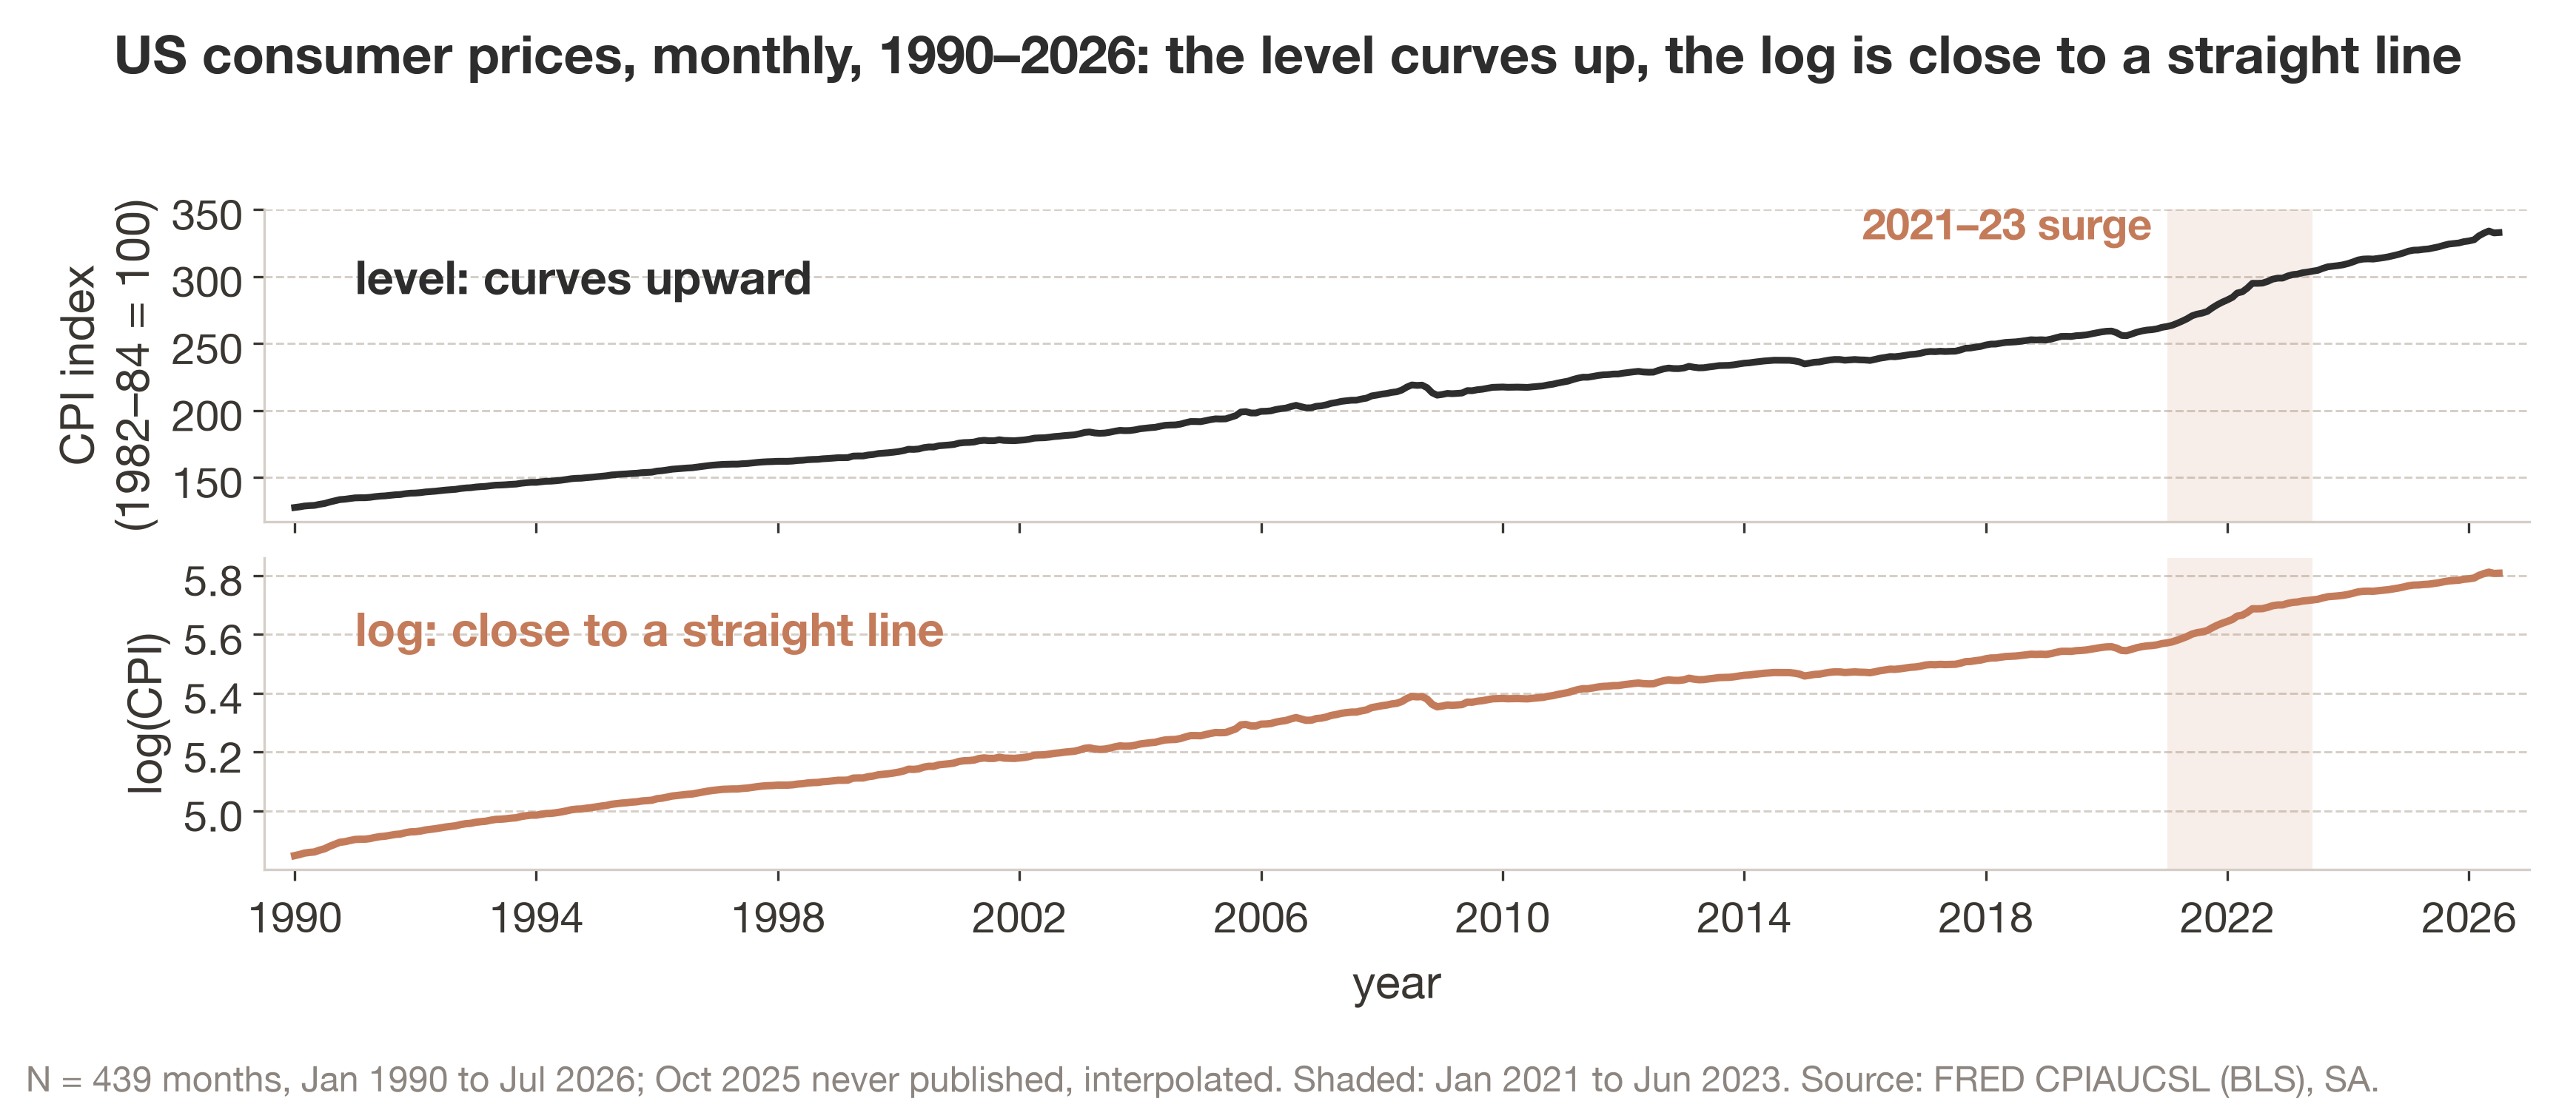 US consumer prices, monthly, 1990–2026: the level curves up, the log is close to a straight line
CPI index
(1982–84 = 100)
350
300
250
200
150
level: curves upward
2021–23 surge
log(CPI)
5.8
5.6
5.4
5.2
5.0
log: close to a straight line
1990 1994 1998 2002 2006 2010 2014 2018 2022 2026
year
N = 439 months, Jan 1990 to Jul 2026; Oct 2025 never published, interpolated. Shaded: Jan 2021 to Jun 2023. Source: FRED CPIAUCSL (BLS), SA.